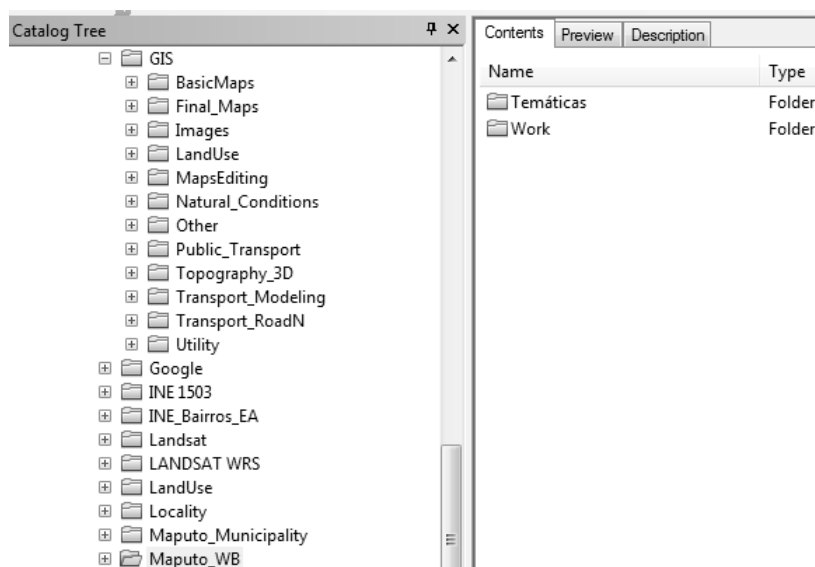 Catalog Tree
GIS
BasicMaps
Final_Maps
Images
LandUse
MapsEditing
Natural_Conditions
Other
Public_Transport
Topography_3D
Transport_Modeling
Transport_RoadN
Utility
Google
INE 1503
INE_Bairros_EA
Landsat
LANDSAT WRS
LandUse
Locality
Maputo_Municipality
Maputo_WB
Contents Preview Description
Name Type
Temáticas Folder
Work Folder